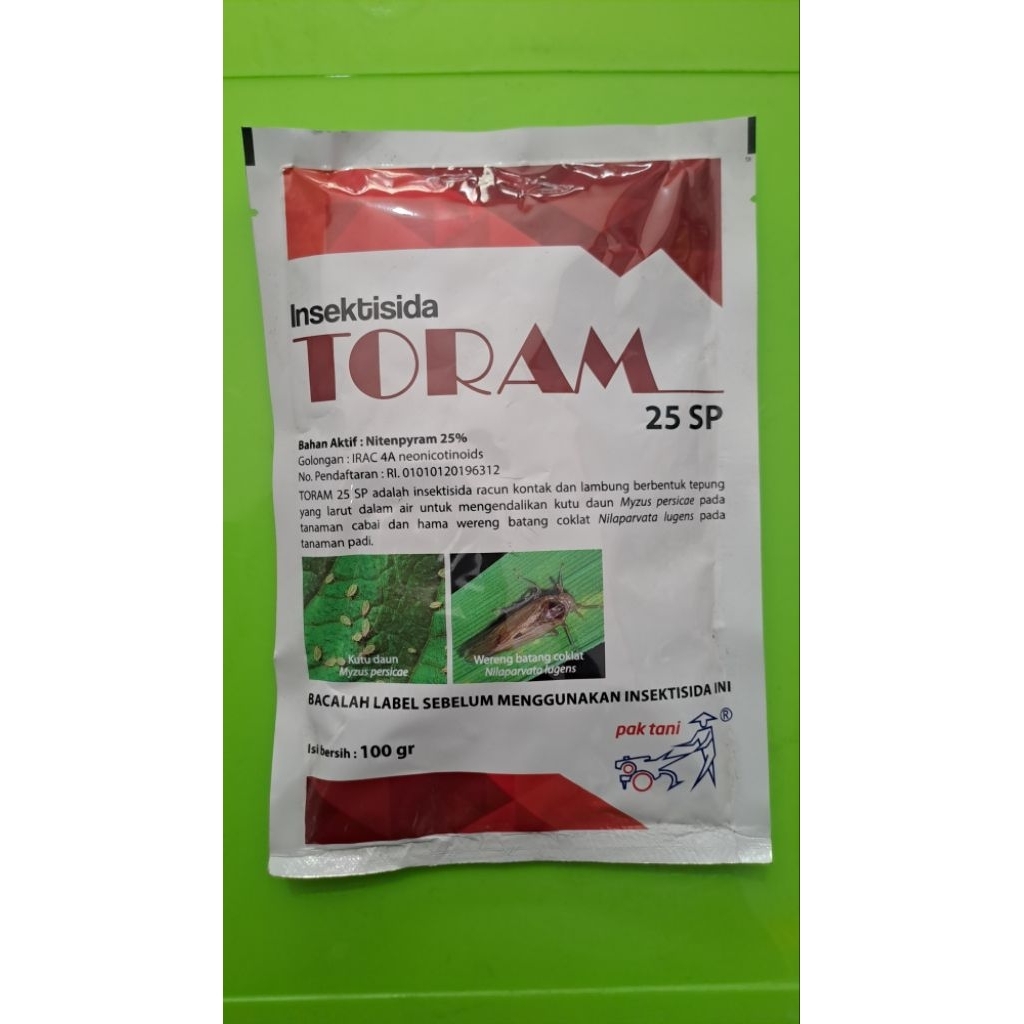 Insektisida
TORAM
25 SP
Bahan Aktif : Nitenpyram 25%
Golongan : IRAC 4A neonicotinoids
No. Pendaftaran : RI. 01010120196312
TORAM 25 SP adalah insektisida racun kontak dan lambung berbentuk tepung
yang larut dalam air untuk mengendalikan kutu daun Myzus persicae pada
tanaman cabai dan hama wereng batang coklat Nilaparvata lugens pada
tanaman padi.
Kutu daun
Myzus persicae
Wereng batang coklat
Nilaparvata lugens
BACALAH LABEL SEBELUM MENGGUNAKAN INSEKTISIDA INI
pak tani ®
Isi bersih : 100 gr